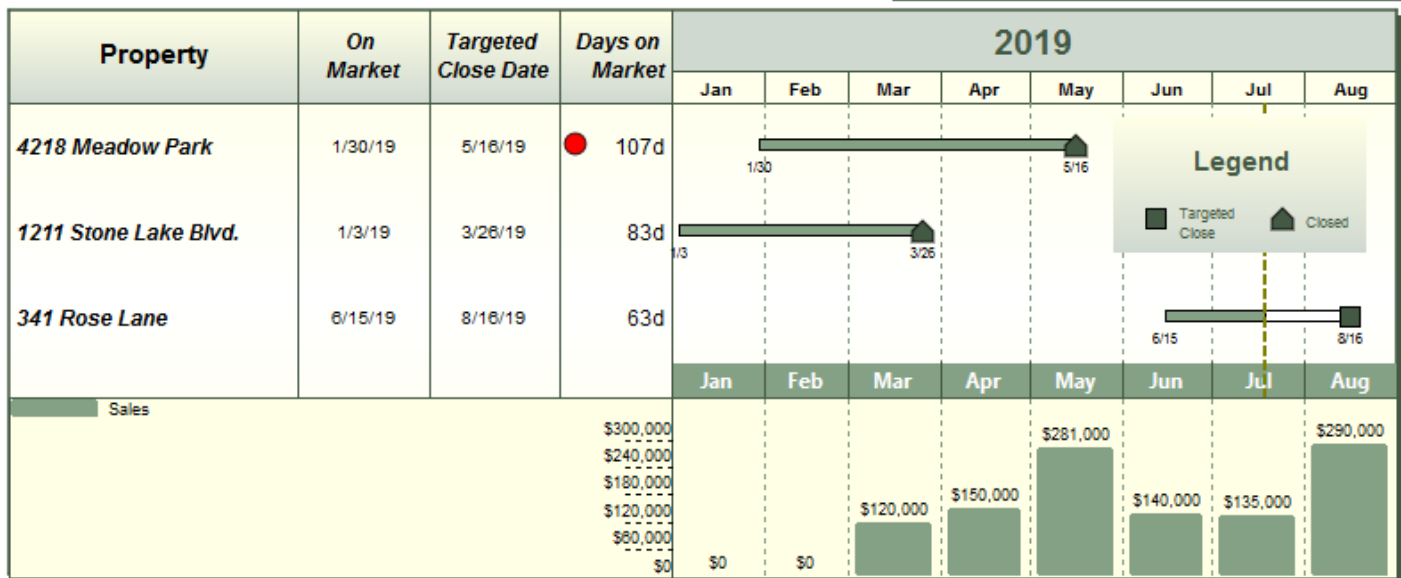 Property
On Market
Targeted Close Date
Days on Market
2019
Jan Feb Mar Apr May Jun Jul Aug
4218 Meadow Park 1/30/19 5/16/19 107d
1/30 5/16
Legend
Targeted Close
Closed
1211 Stone Lake Blvd. 1/3/19 3/26/19 83d
1/3 3/26
341 Rose Lane 6/15/19 8/16/19 63d
6/15 8/16
Jan Feb Mar Apr May Jun Jul Aug
Sales
$300,000
$240,000
$180,000
$120,000
$60,000
$0
$0 $0 $120,000 $150,000 $281,000 $140,000 $135,000 $290,000